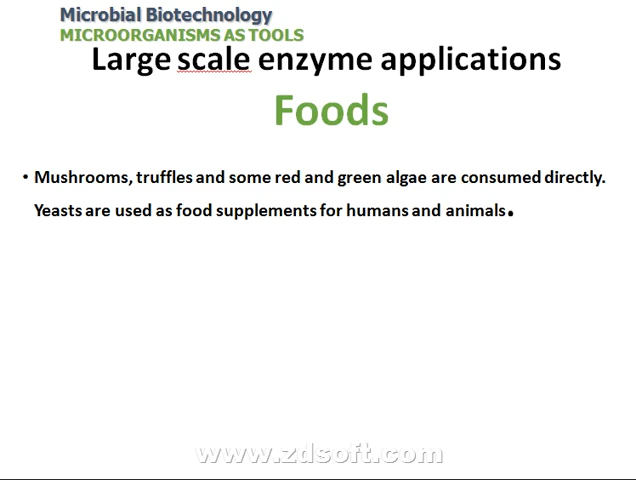 Microbial Biotechnology
MICROORGANISMS AS TOOLS
Large scale enzyme applications
Foods
• Mushrooms, truffles and some red and green algae are consumed directly.
Yeasts are used as food supplements for humans and animals.
www.zdsoft.com